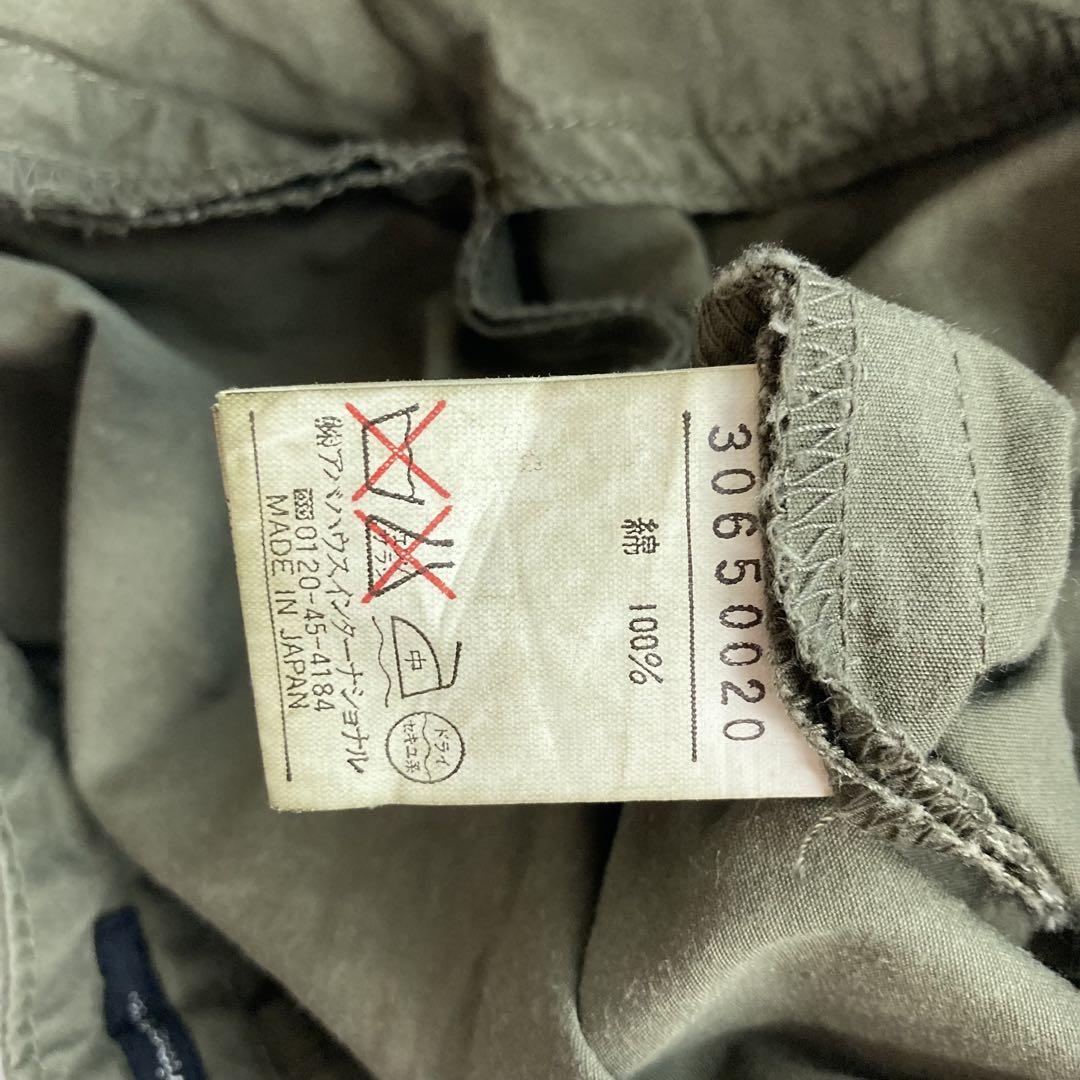 30650020
綿 100%
中
ドライ
セキユ系
㈱アバハウスインターナショナル
0120-45-4184
MADE IN JAPAN